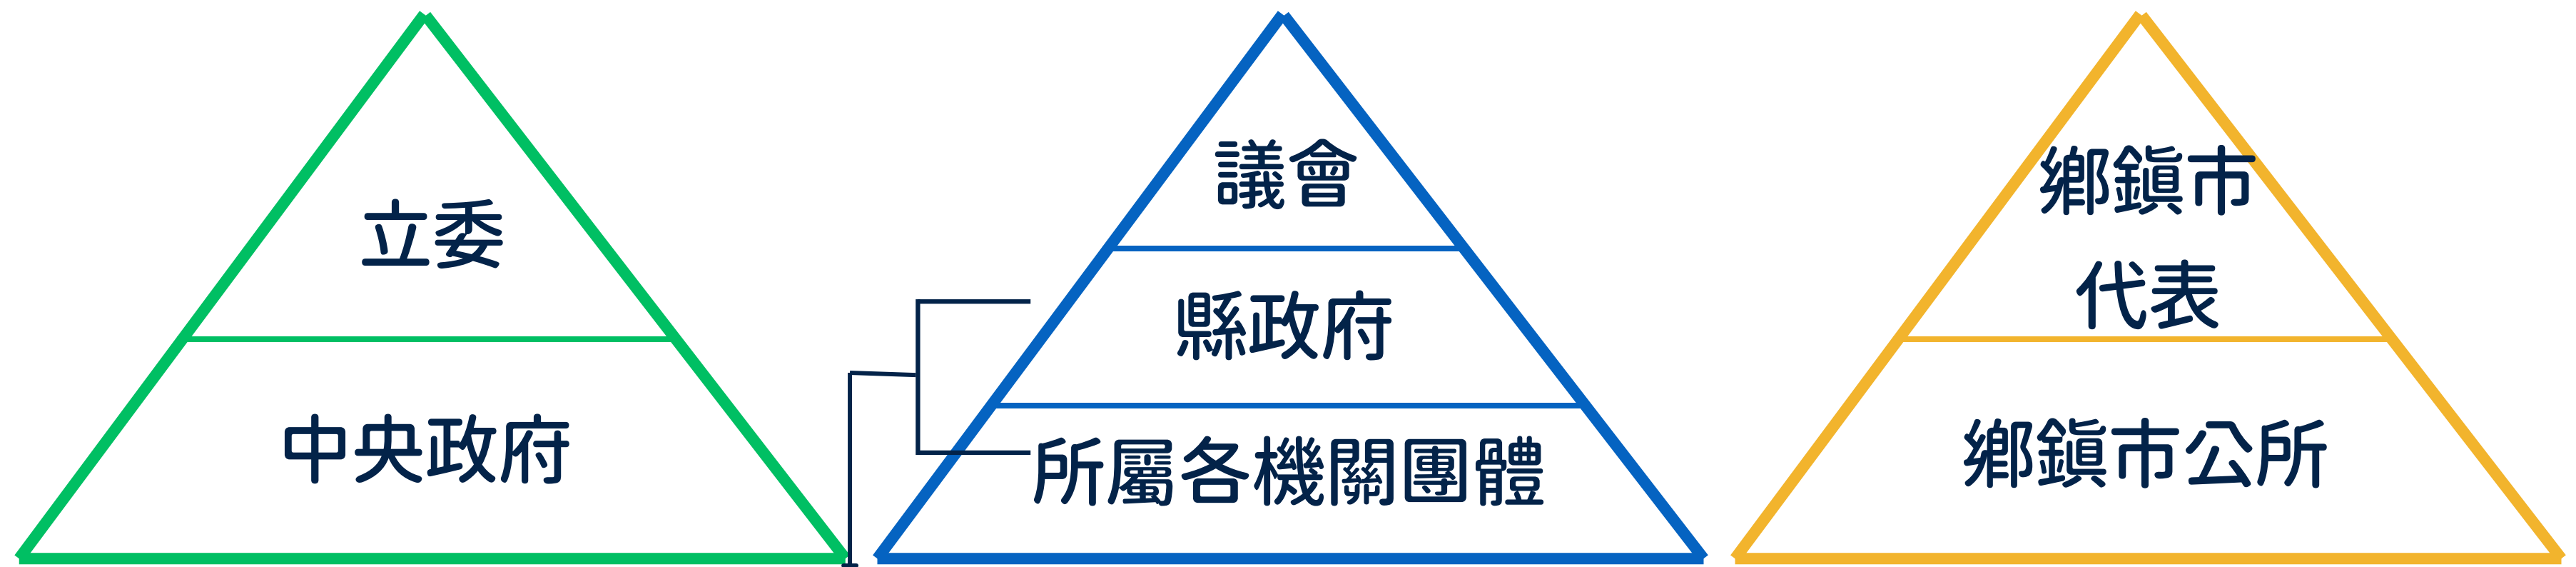 立委
中央政府
議會
縣政府
所屬各機關團體
鄉鎮市
代表
鄉鎮市公所